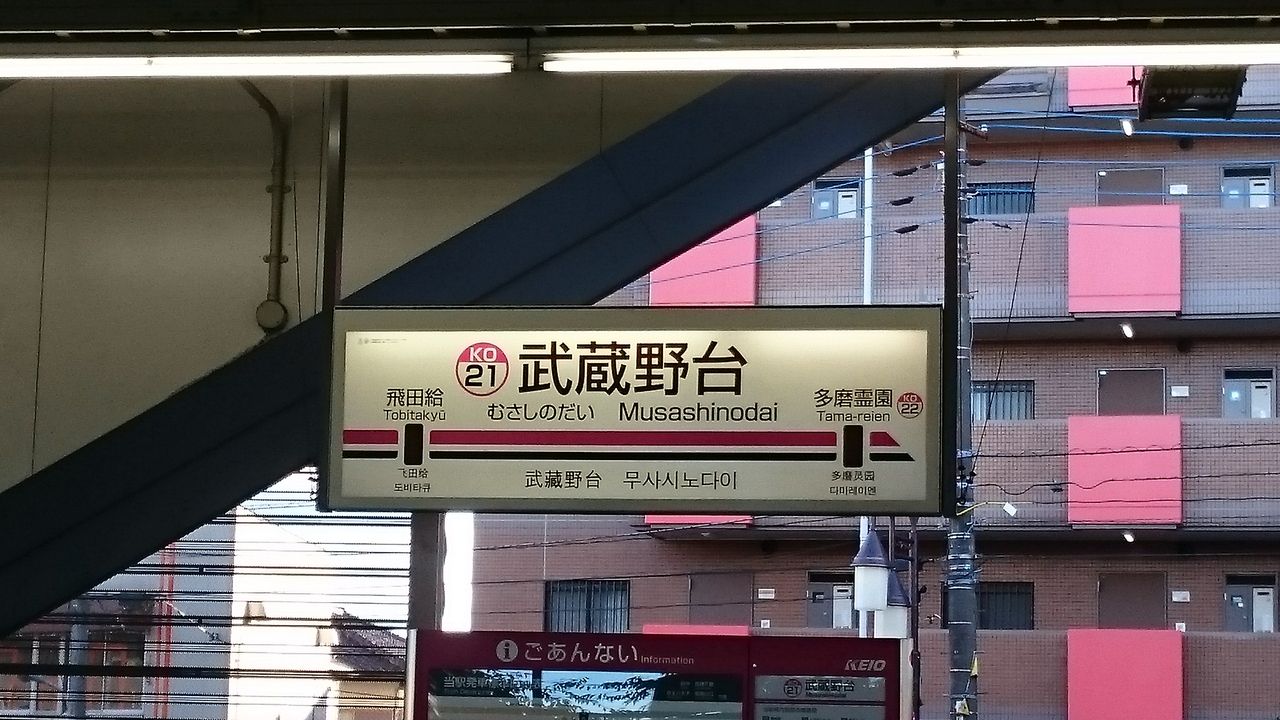 KO
21
武蔵野台
飛田給
Tobitakyū
むさしのだい Musashinodai
多磨霊園
Tama-reien
KO
22
飞田给
도비타큐
武藏野台 무사시노다이
多磨灵园
다마레이엔
ごあんない Information
KEIO
21 武蔵野台